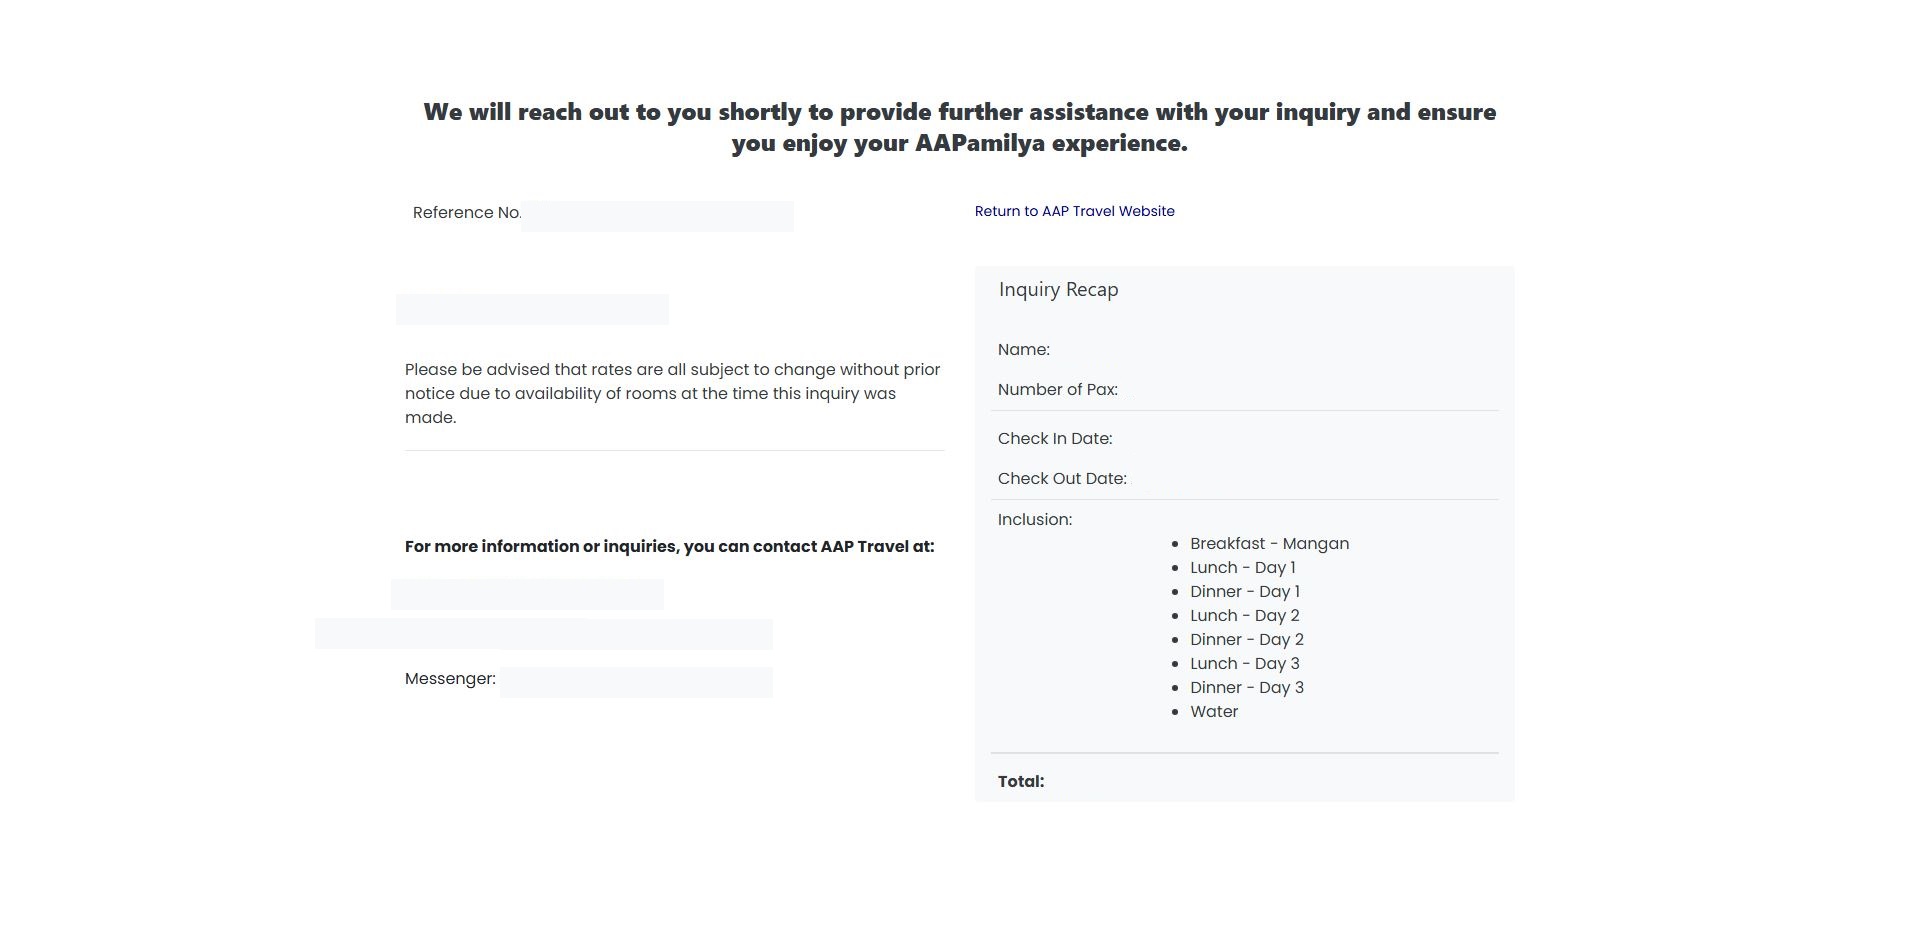 We will reach out to you shortly to provide further assistance with your inquiry and ensure
you enjoy your AAPamilya experience.
Reference No.
Return to AAP Travel Website
Please be advised that rates are all subject to change without prior
notice due to availability of rooms at the time this inquiry was
made.
For more information or inquiries, you can contact AAP Travel at:
Messenger:
Inquiry Recap
Name:
Number of Pax:
Check In Date:
Check Out Date:
Inclusion:
• Breakfast - Mangan
• Lunch - Day 1
• Dinner - Day 1
• Lunch - Day 2
• Dinner - Day 2
• Lunch - Day 3
• Dinner - Day 3
• Water
Total: